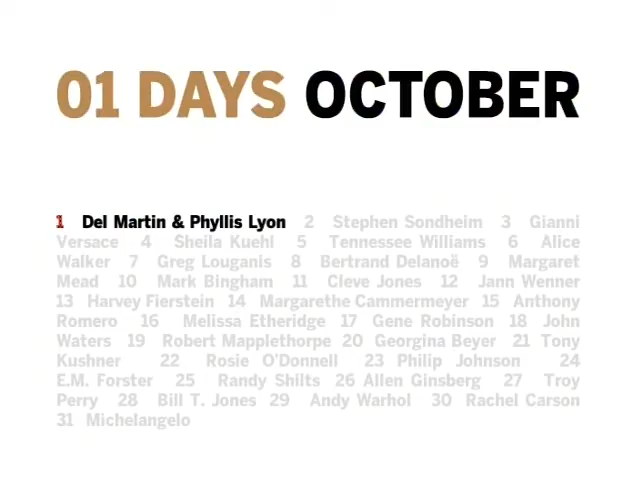 01 DAYS OCTOBER
1 Del Martin & Phyllis Lyon 2 Stephen Sondheim 3 Gianni
Versace 4 Sheila Kuehl 5 Tennessee Williams 6 Alice
Walker 7 Greg Louganis 8 Bertrand Delanoë 9 Margaret
Mead 10 Mark Bingham 11 Cleve Jones 12 Jann Wenner
13 Harvey Fierstein 14 Margarethe Cammermeyer 15 Anthony
Romero 16 Melissa Etheridge 17 Gene Robinson 18 John
Waters 19 Robert Mapplethorpe 20 Georgina Beyer 21 Tony
Kushner 22 Rosie O'Donnell 23 Philip Johnson 24
E.M. Forster 25 Randy Shilts 26 Allen Ginsberg 27 Troy
Perry 28 Bill T. Jones 29 Andy Warhol 30 Rachel Carson
31 Michelangelo